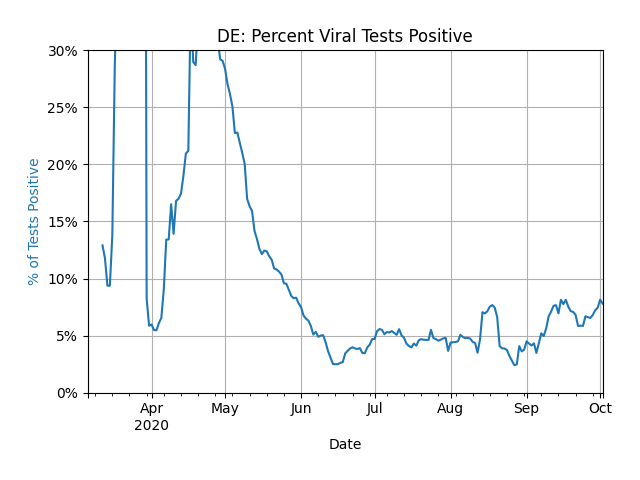 DE: Percent Viral Tests Positive
30%
25%
20%
15%
10%
5%
0%
% of Tests Positive
Apr May Jun Jul Aug Sep Oct
2020
Date